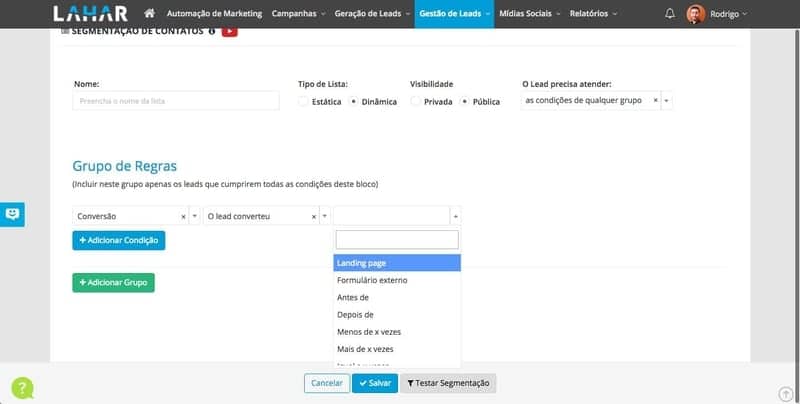 LAHAR Automação de Marketing Campanhas Geração de Leads Gestão de Leads Mídias Sociais Relatórios Rodrigo
SEGMENTAÇÃO DE CONTATOS
Nome: Tipo de Lista: Visibilidade O Lead precisa atender:
Preencha o nome da lista Estática Dinâmica Privada Pública as condições de qualquer grupo ×
Grupo de Regras
(Incluir neste grupo apenas os leads que cumprirem todas as condições deste bloco)
Conversão × O lead converteu ×
+ Adicionar Condição
Landing page
+ Adicionar Grupo
Formulário externo
Antes de
Depois de
Menos de x vezes
Mais de x vezes
Cancelar Salvar Testar Segmentação
?